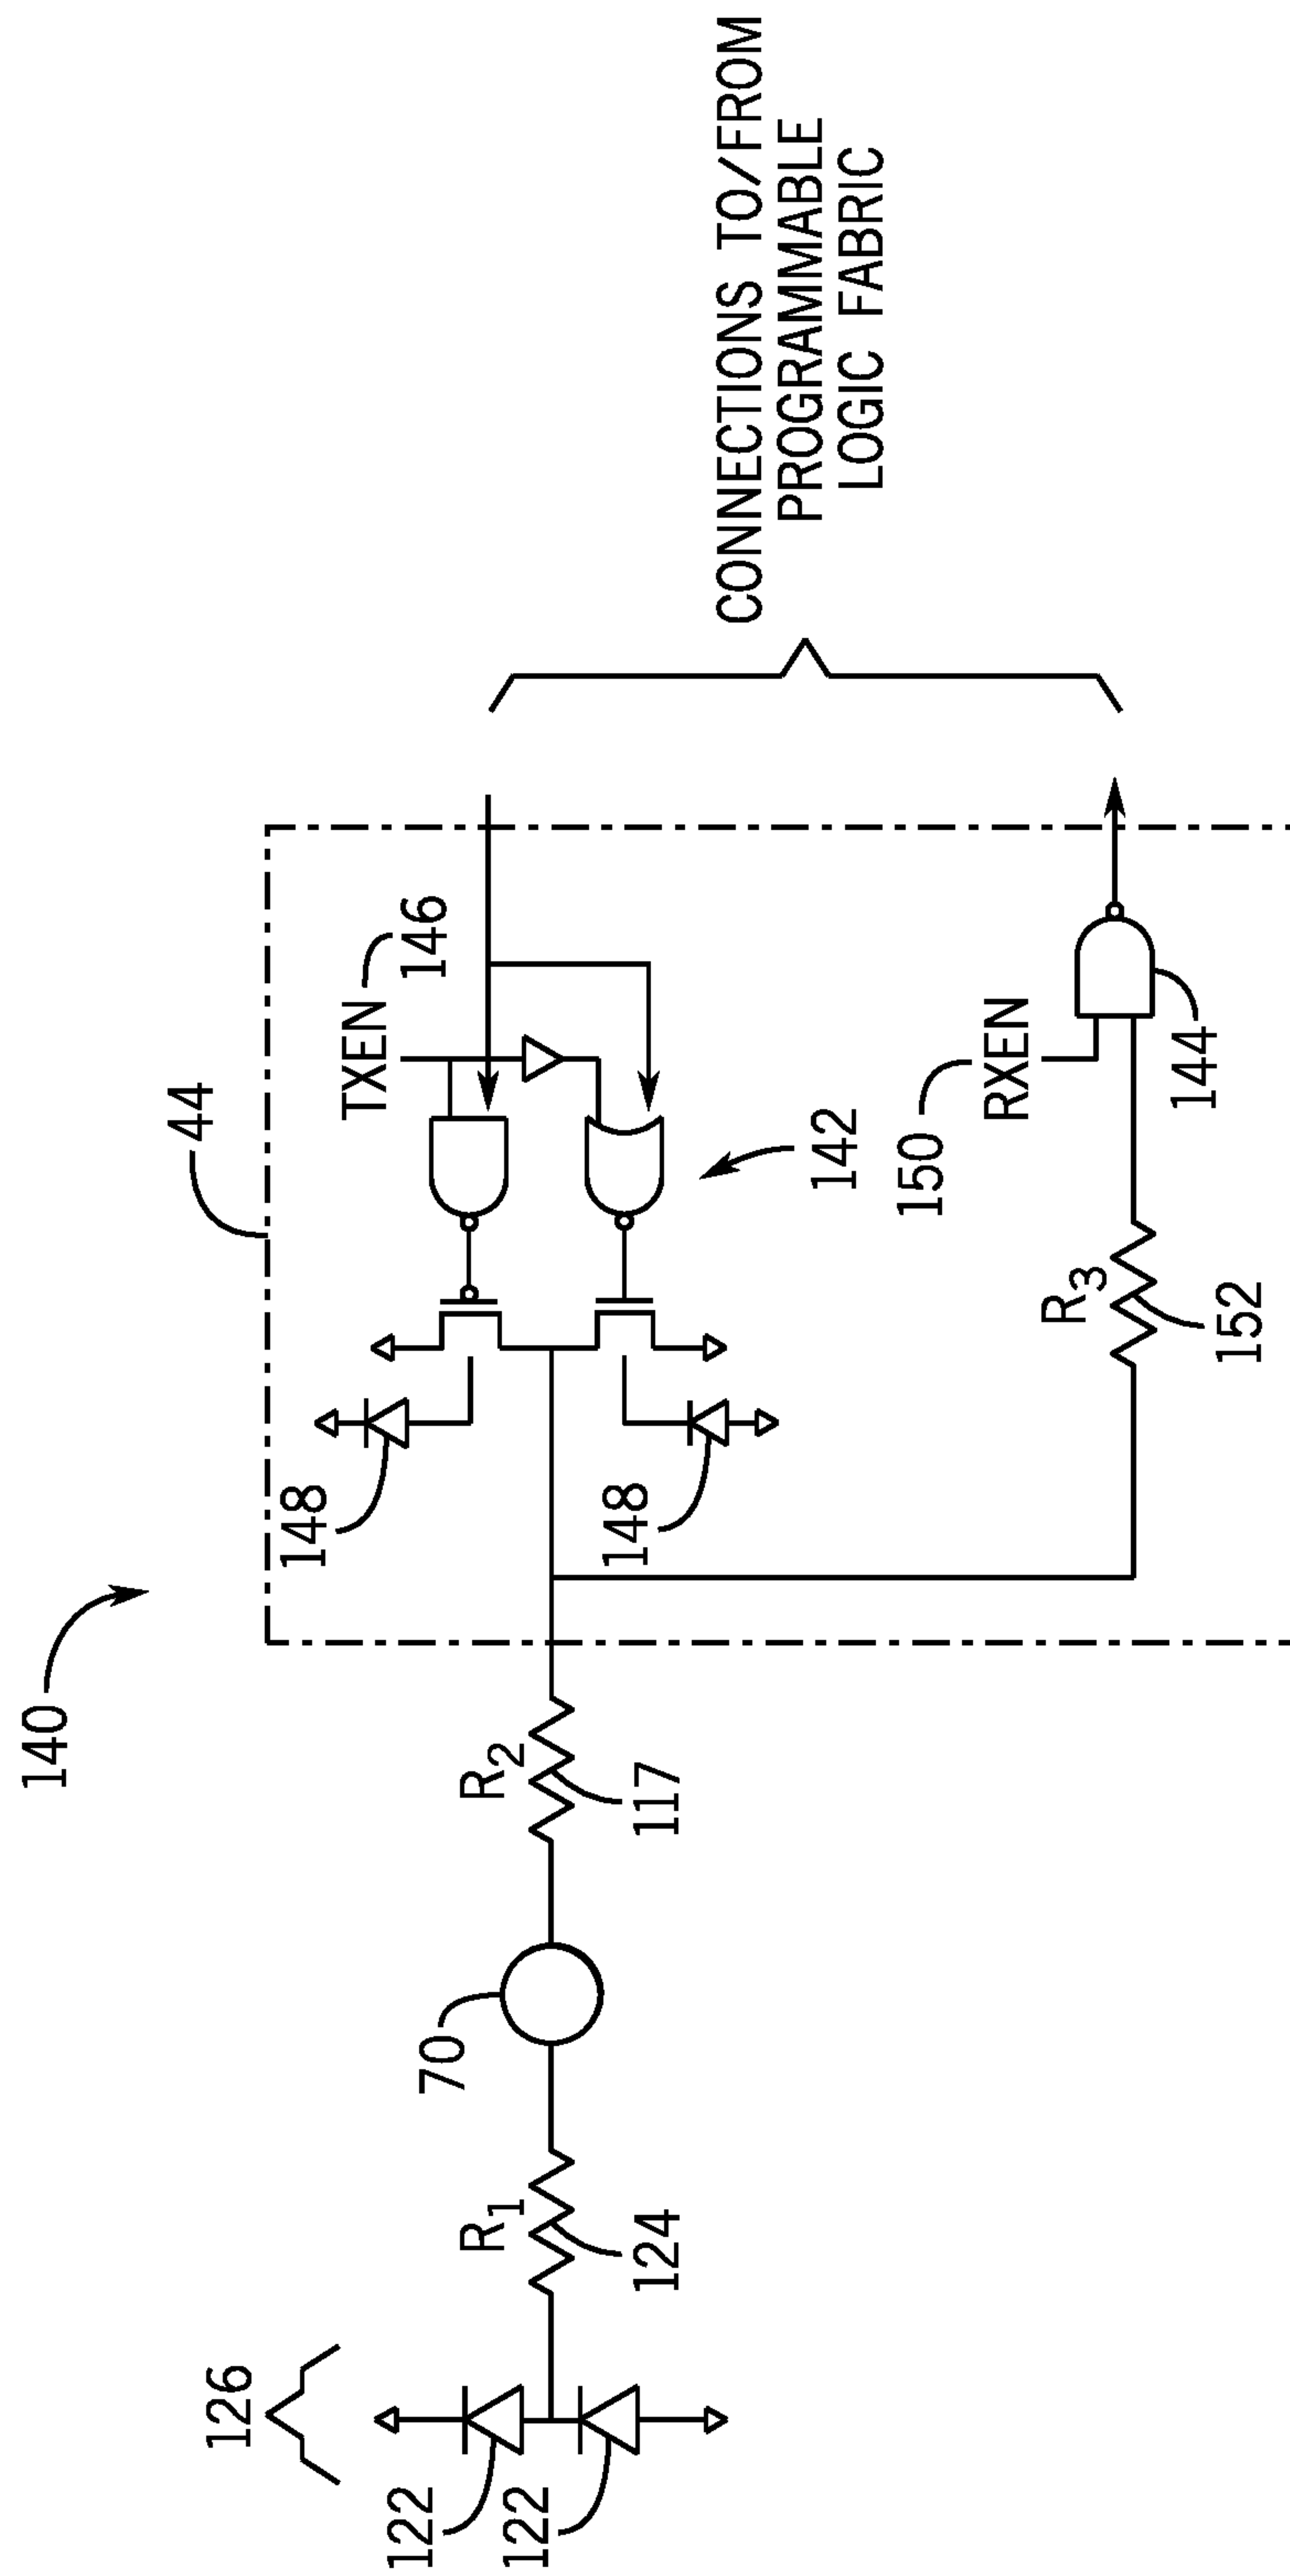 140
44
126
122
122
R1
124
70
R2
117
148
148
TXEN
146
142
150
RXEN
R3
152
144
CONNECTIONS TO/FROM
PROGRAMMABLE
LOGIC FABRIC